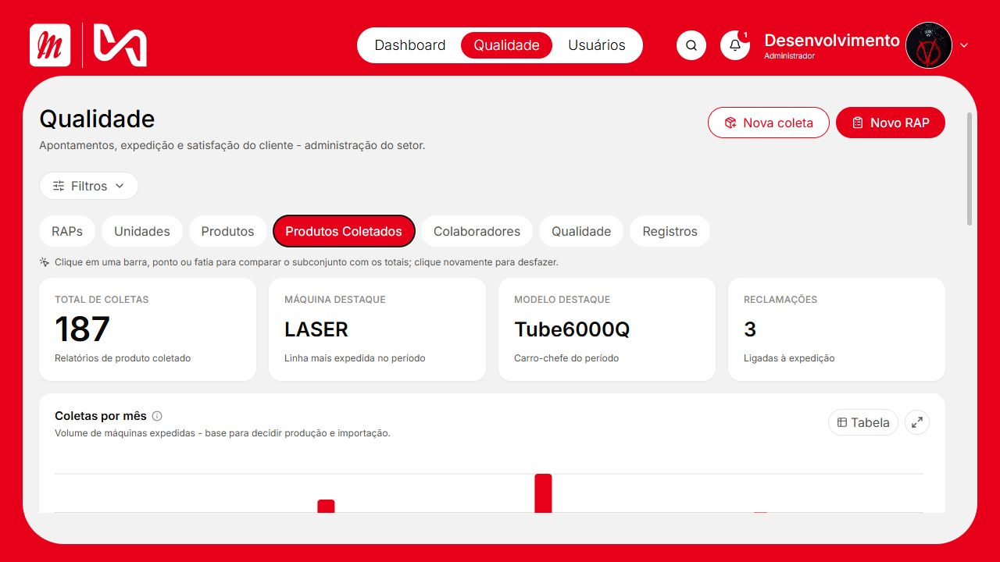 m
Dashboard
Qualidade
Usuários
1
Desenvolvimento
Administrador
Qualidade
Apontamentos, expedição e satisfação do cliente - administração do setor.
Nova coleta
Novo RAP
Filtros
RAPs
Unidades
Produtos
Produtos Coletados
Colaboradores
Qualidade
Registros
Clique em uma barra, ponto ou fatia para comparar o subconjunto com os totais; clique novamente para desfazer.
TOTAL DE COLETAS
187
Relatórios de produto coletado
MÁQUINA DESTAQUE
LASER
Linha mais expedida no período
MODELO DESTAQUE
Tube6000Q
Carro-chefe do período
RECLAMAÇÕES
3
Ligadas à expedição
Coletas por mês
Volume de máquinas expedidas - base para decidir produção e importação.
Tabela